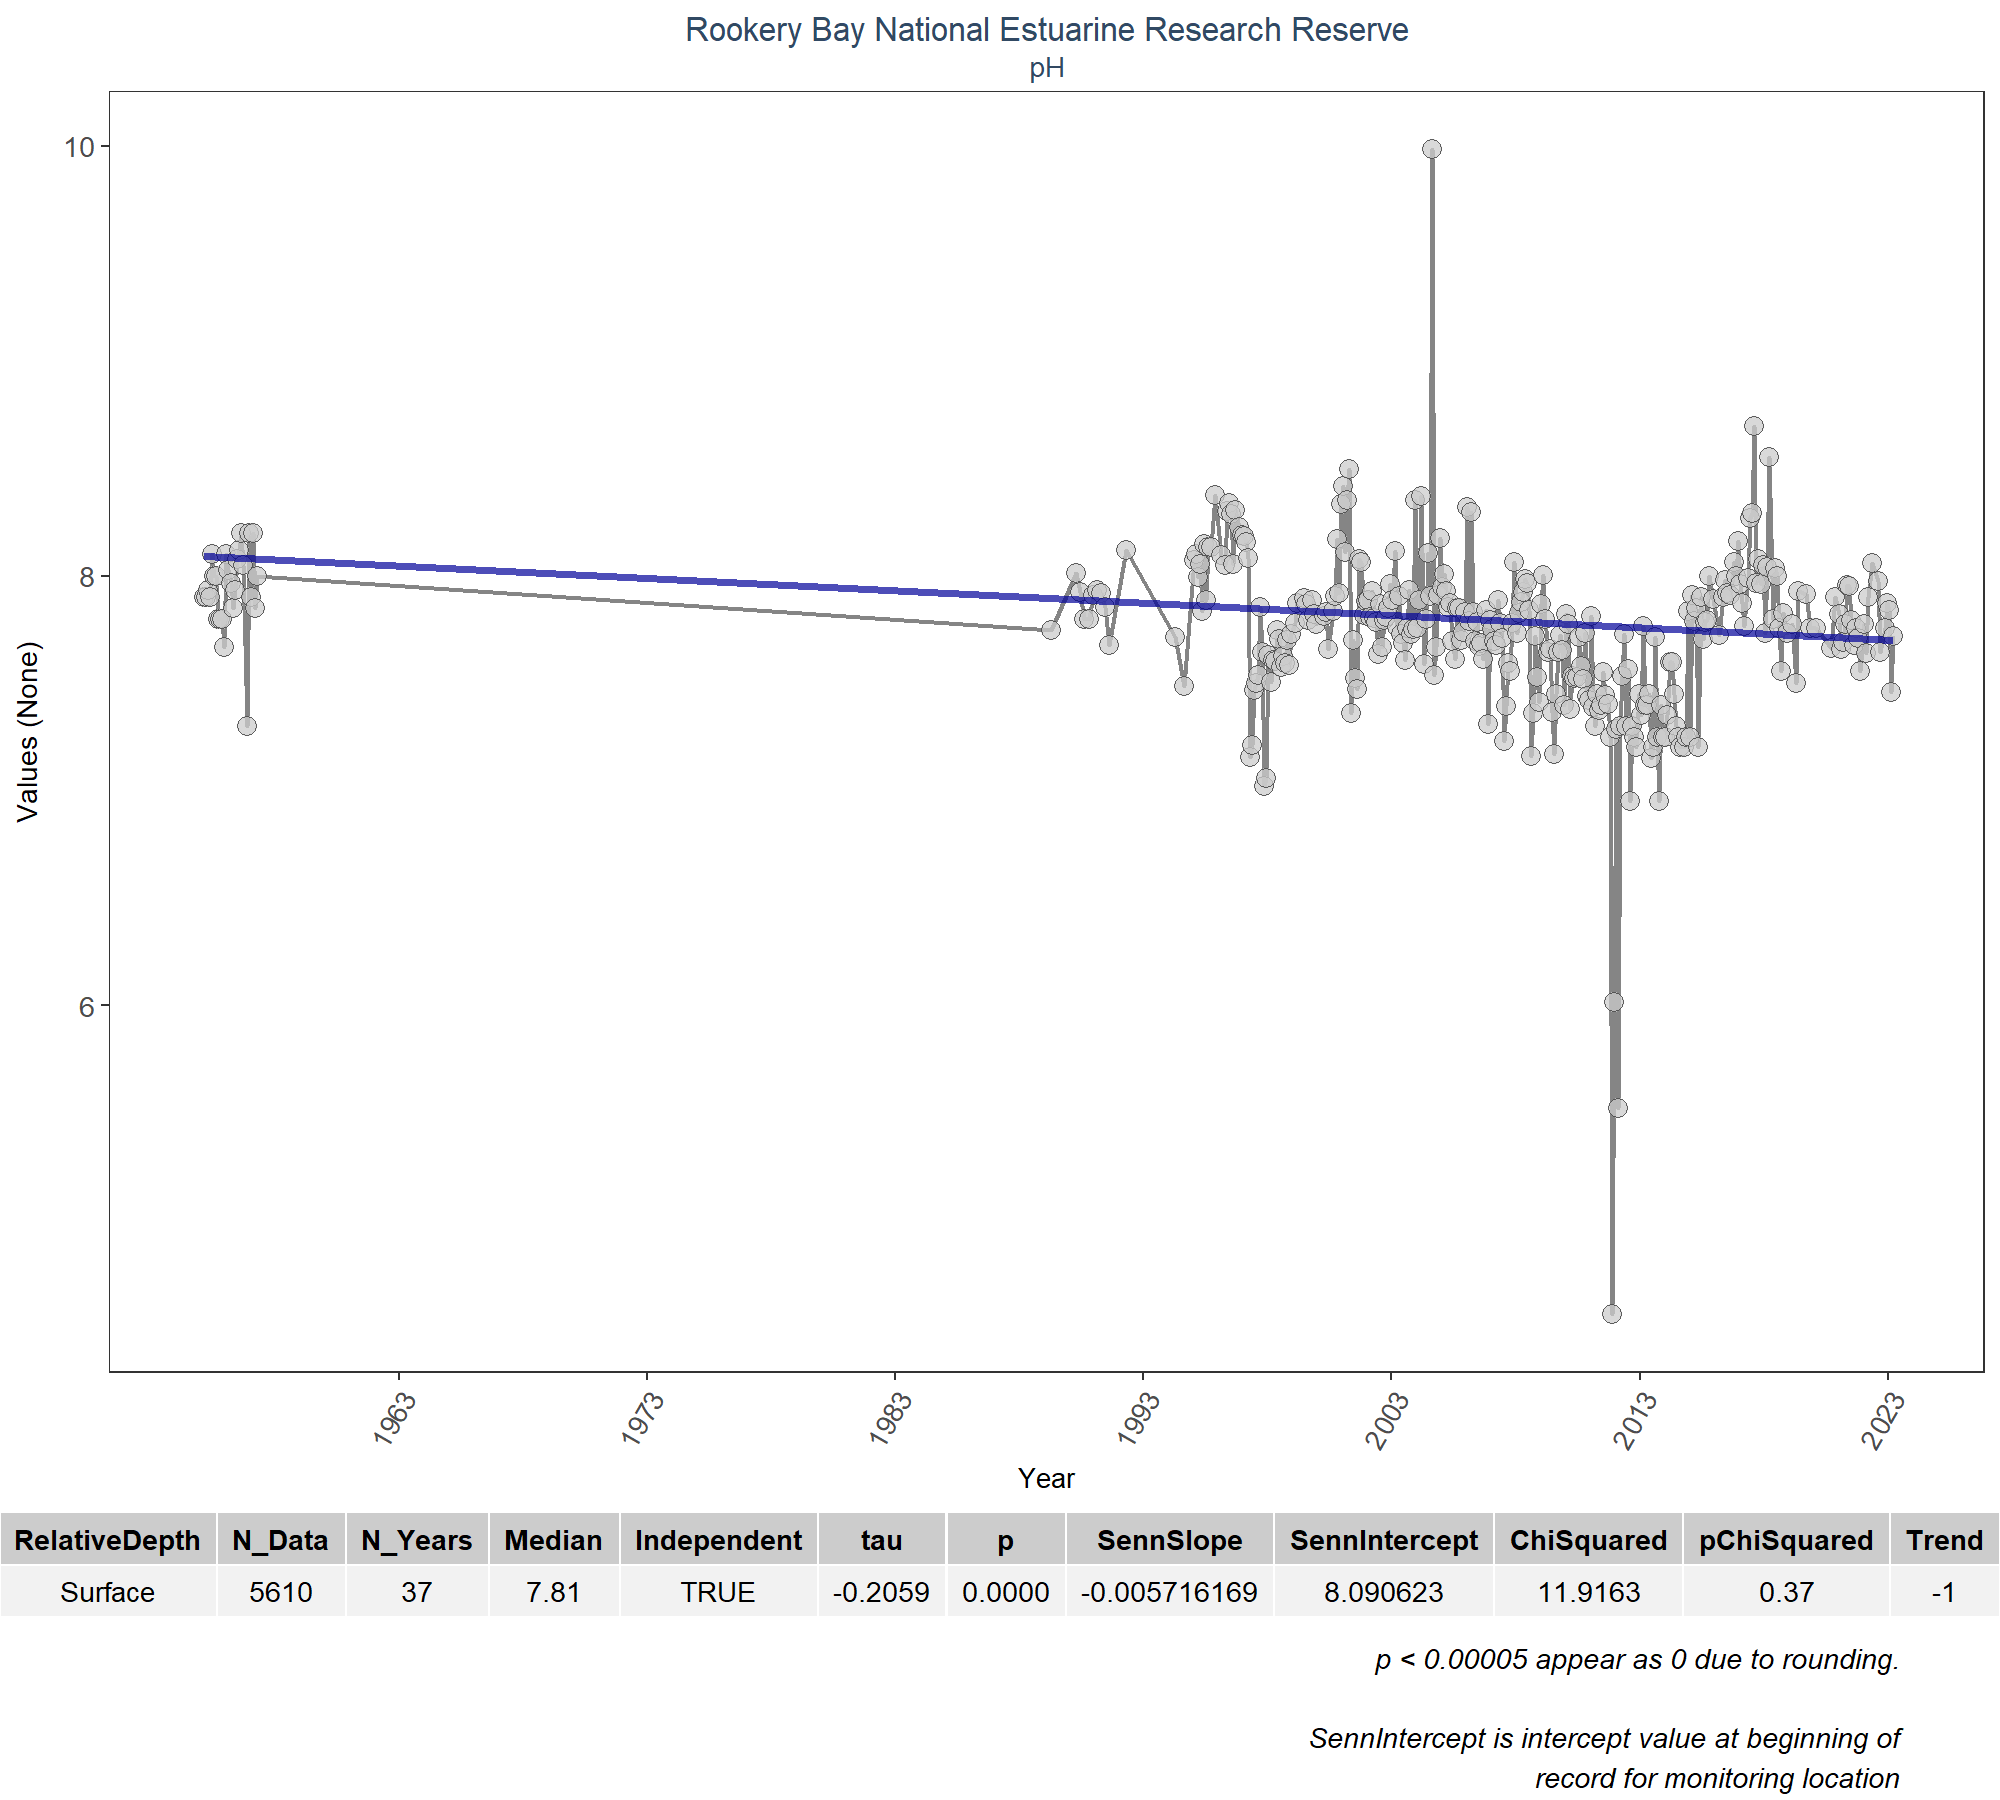 Rookery Bay National Estuarine Research Reserve
pH
10
8
6
Values (None)
1963 1973 1983 1993 2003 2013 2023
Year
RelativeDepth N_Data N_Years Median Independent tau p SennSlope SennIntercept ChiSquared pChiSquared Trend
Surface 5610 37 7.81 TRUE -0.2059 0.0000 -0.005716169 8.090623 11.9163 0.37 -1
p < 0.00005 appear as 0 due to rounding.
SennIntercept is intercept value at beginning of
record for monitoring location